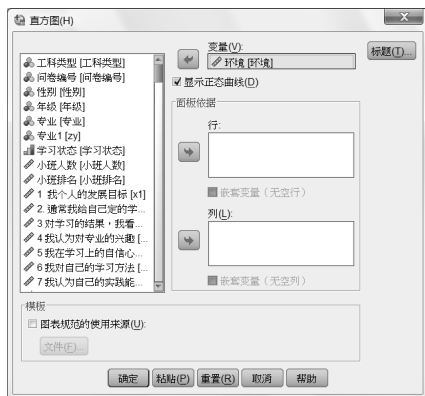 直方图(H)
变量(V):
环境 [环境]
标题(T)...
显示正态曲线(D)
工科类型 [工科类型]
问卷编号 [问卷编号]
性别 [性别]
年级 [年级]
专业 [专业]
专业1 [zy]
学习状态 [学习状态]
小班人数 [小班人数]
小班排名 [小班排名]
1 我个人的发展目标 [x1]
2. 通常我给自己定的学...
3 对学习的结果，我看...
4 我认为对专业的兴趣 [...
5 我在学习上的自信心...
6 我对自己的学习方法 [...
7 我认为自己的实践能...
面板依据
行:
嵌套变量（无空行）
列(L):
嵌套变量（无空列）
模板
图表规范的使用来源(U):
文件(F)...
确定 粘贴(P) 重置(R) 取消 帮助